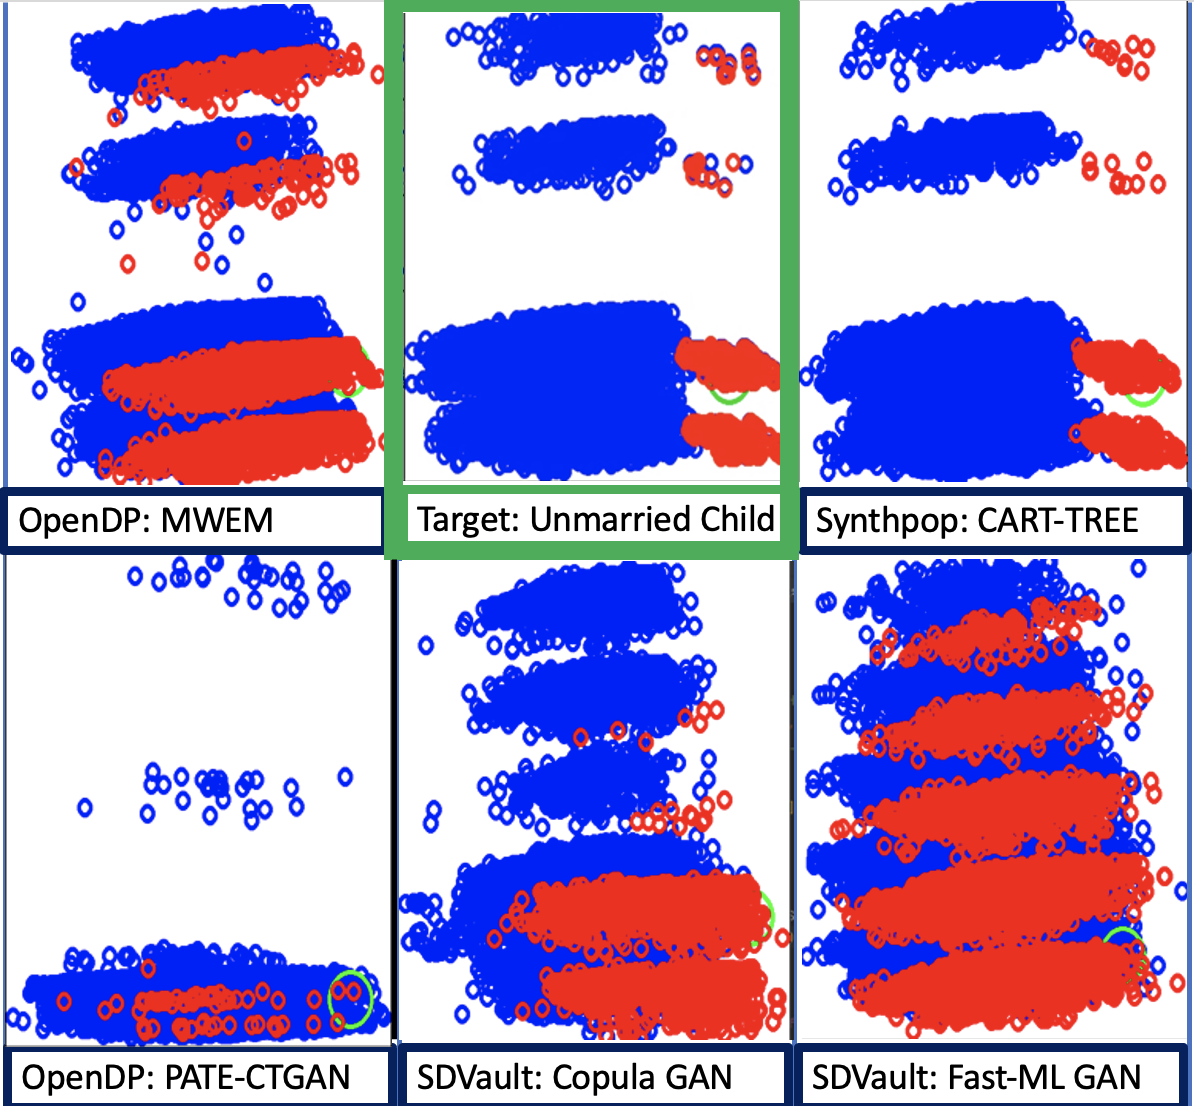 OpenDP: MWEM
Target: Unmarried Child
Synthpop: CART-TREE
OpenDP: PATE-CTGAN
SDVault: Copula GAN
SDVault: Fast-ML GAN